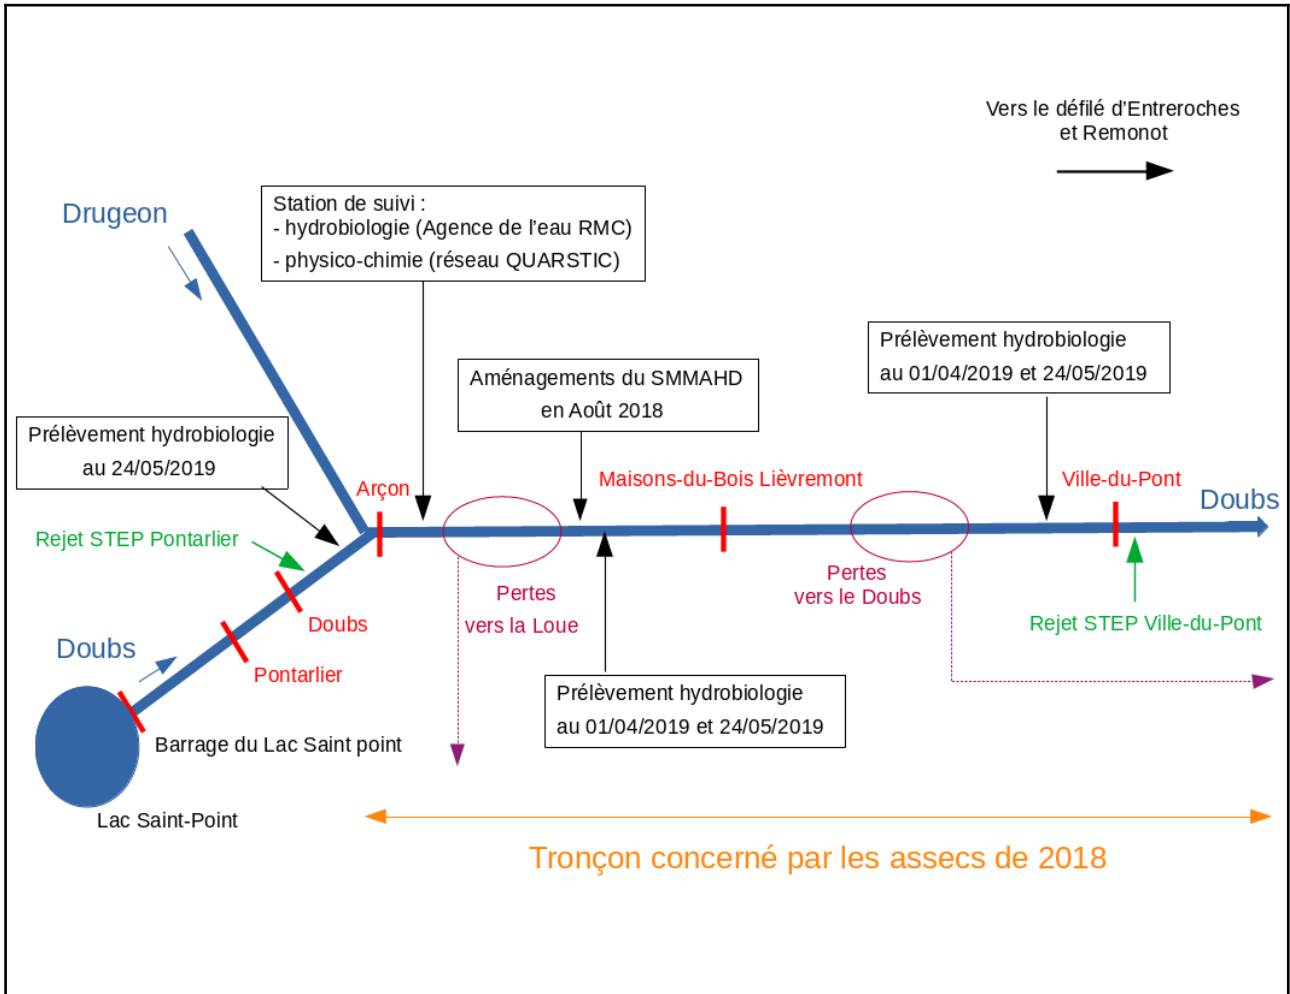 Vers le défilé d'Entreroches
et Remonot
Drugeon
Station de suivi :
- hydrobiologie (Agence de l'eau RMC)
- physico-chimie (réseau QUARSTIC)
Prélèvement hydrobiologie
au 01/04/2019 et 24/05/2019
Aménagements du SMMAHD
en Août 2018
Prélèvement hydrobiologie
au 24/05/2019
Arçon
Maisons-du-Bois Lièvremont
Ville-du-Pont
Doubs
Rejet STEP Pontarlier
Pertes
vers la Loue
Pertes
vers le Doubs
Rejet STEP Ville-du-Pont
Doubs
Doubs
Pontarlier
Prélèvement hydrobiologie
au 01/04/2019 et 24/05/2019
Barrage du Lac Saint point
Lac Saint-Point
Tronçon concerné par les assecs de 2018